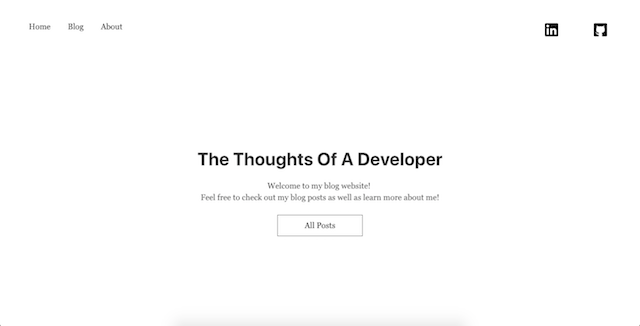 Home Blog About
The Thoughts Of A Developer
Welcome to my blog website!
Feel free to check out my blog posts as well as learn more about me!
All Posts